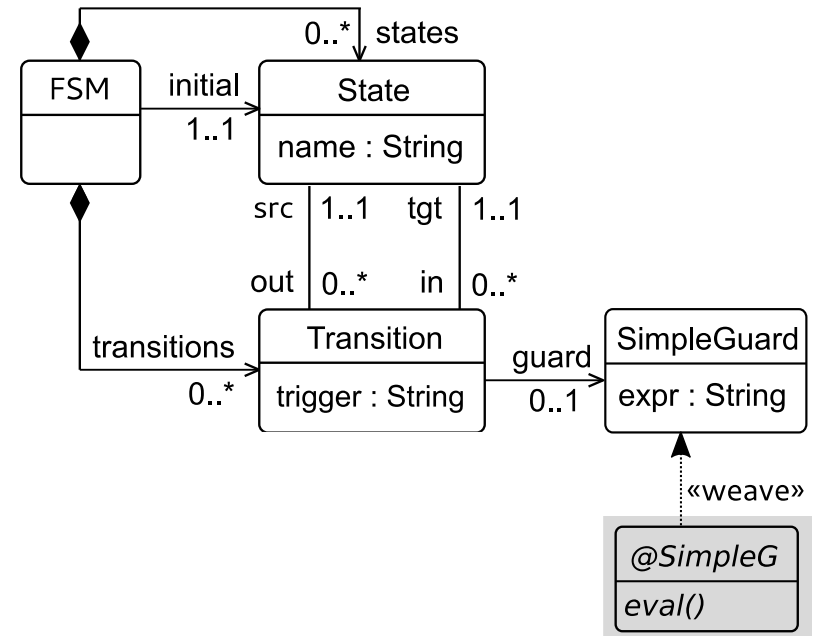 0..* states
FSM
initial
1..1
State
name : String
src 1..1 tgt 1..1
out 0..* in 0..*
transitions
0..*
Transition
trigger : String
guard
0..1
SimpleGuard
expr : String
«weave»
@SimpleG
eval()